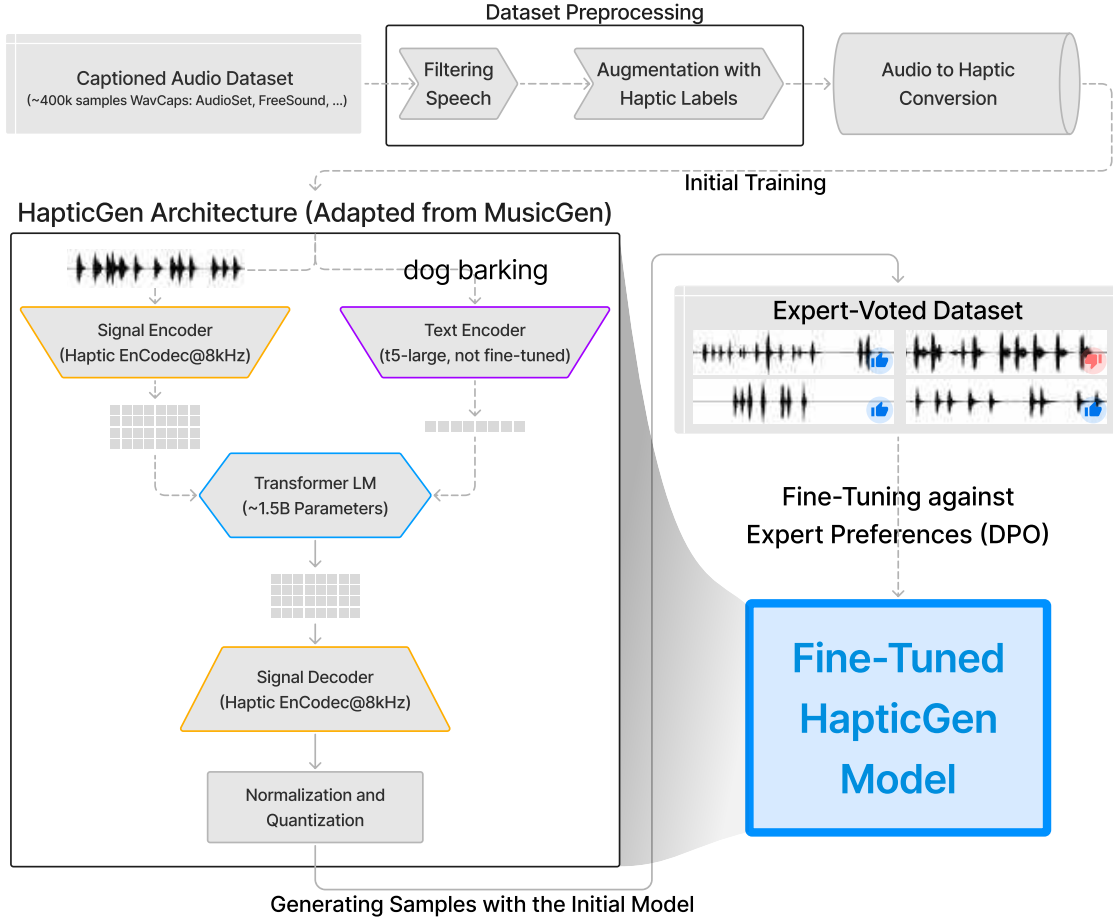 Dataset Preprocessing
Captioned Audio Dataset
(~400k samples WavCaps: AudioSet, FreeSound, ...)
Filtering
Speech
Augmentation with
Haptic Labels
Audio to Haptic
Conversion
Initial Training
HapticGen Architecture (Adapted from MusicGen)
dog barking
Signal Encoder
(Haptic EnCodec@8kHz)
Text Encoder
(t5-large, not fine-tuned)
Transformer LM
(~1.5B Parameters)
Signal Decoder
(Haptic EnCodec@8kHz)
Normalization and
Quantization
Generating Samples with the Initial Model
Expert-Voted Dataset
Fine-Tuning against
Expert Preferences (DPO)
Fine-Tuned
HapticGen
Model